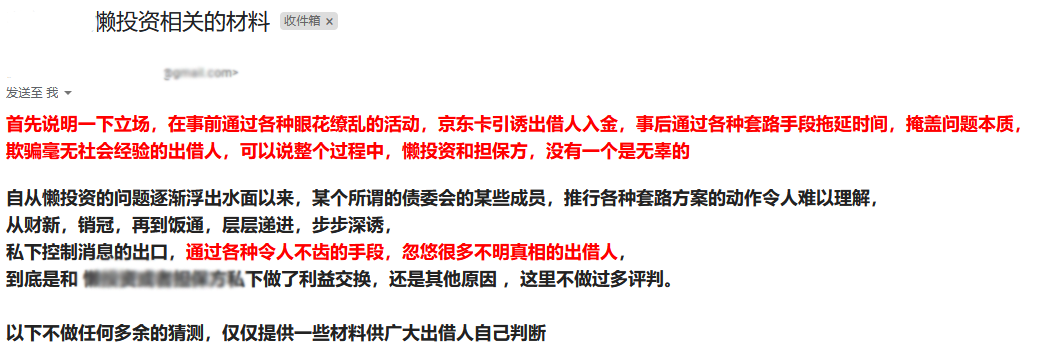 懒投资相关的材料 收件箱 ×
@gmail.com>
发送至 我
首先说明一下立场，在事前通过各种眼花缭乱的活动，京东卡引诱出借人入金，事后通过各种套路手段拖延时间，掩盖问题本质，
欺骗毫无社会经验的出借人，可以说整个过程中，懒投资和担保方，没有一个是无辜的
自从懒投资的问题逐渐浮出水面以来，某个所谓的债委会的某些成员，推行各种套路方案的动作令人难以理解，
从财新，销冠，再到饭通，层层递进，步步深诱，
私下控制消息的出口，通过各种令人不齿的手段，忽悠很多不明真相的出借人，
到底是和 懒投资或者担保方私下做了利益交换，还是其他原因 ，这里不做过多评判。
以下不做任何多余的猜测，仅仅提供一些材料供广大出借人自己判断